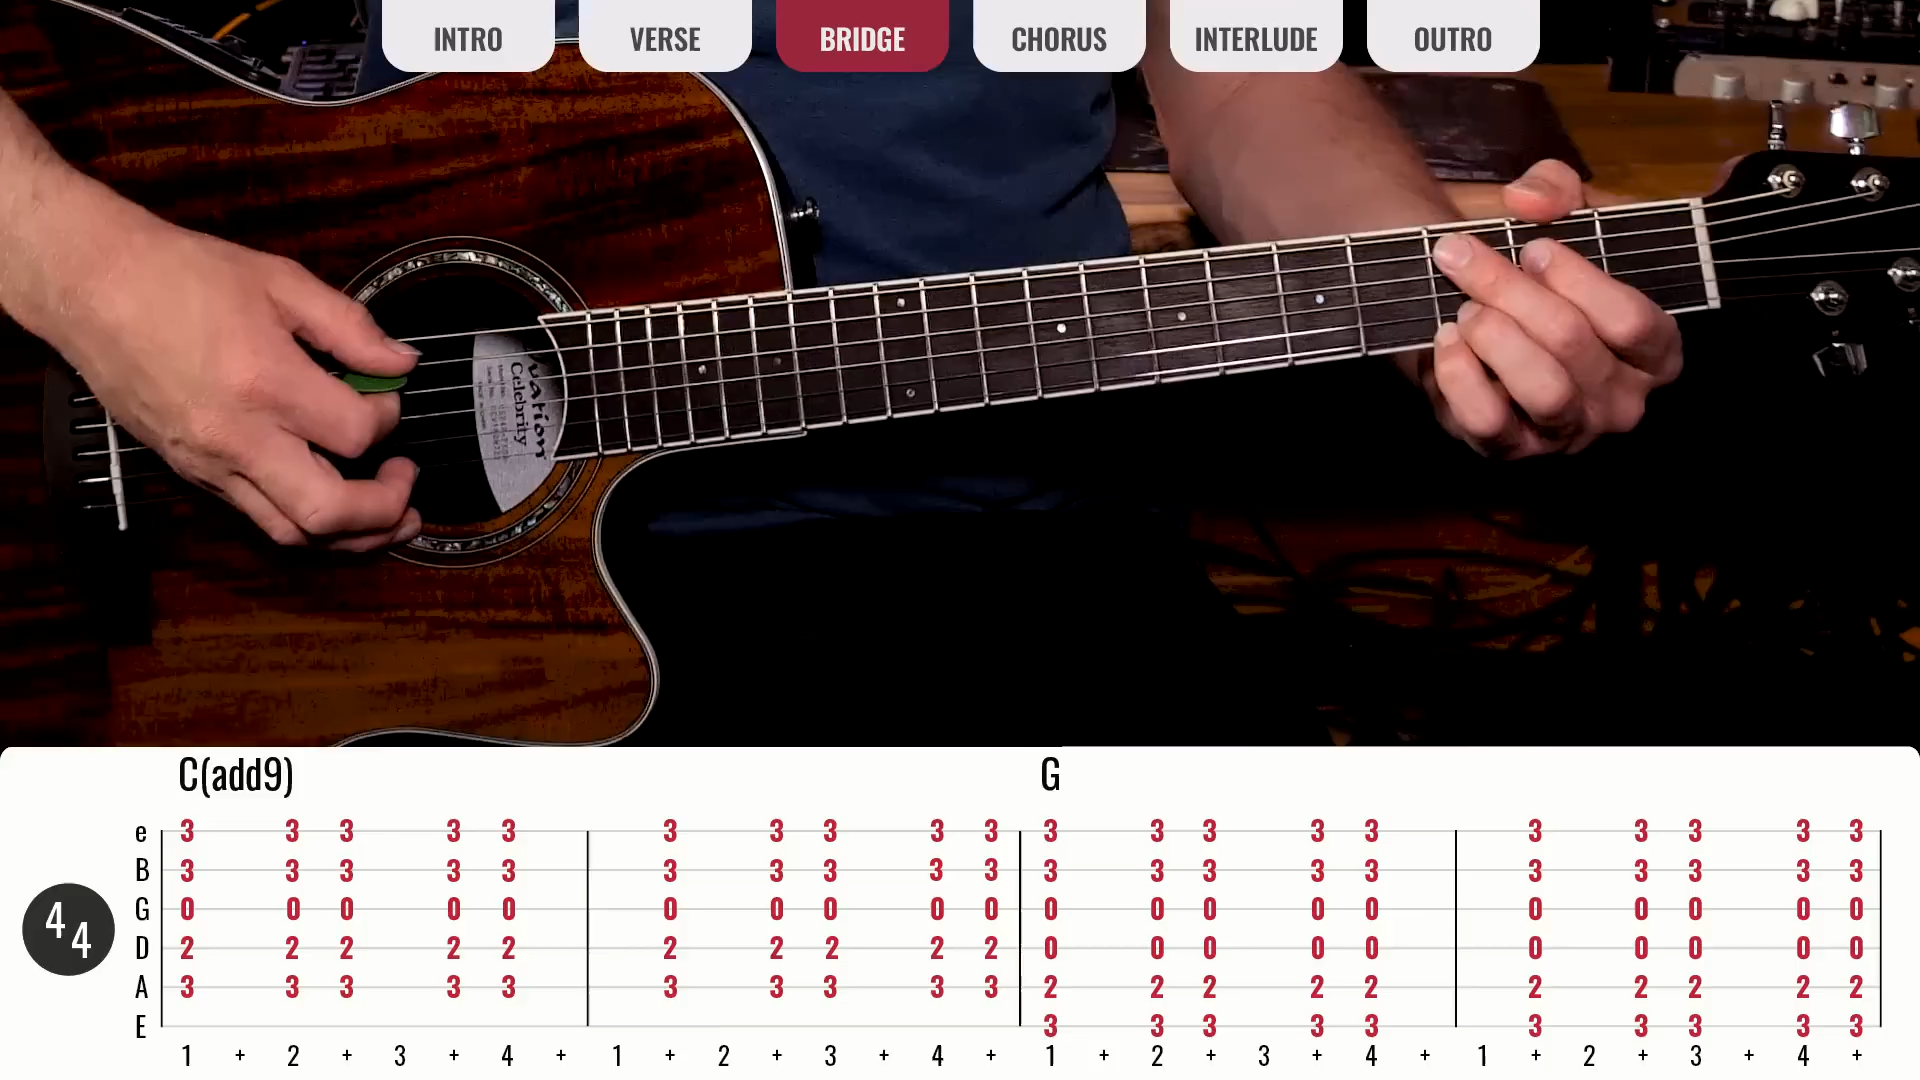 INTRO VERSE BRIDGE CHORUS INTERLUDE OUTRO
Ovation
Celebrity
C(add9) G
e 3 3 3 3 3 3 3 3 3 3 3 3 3 3 3 3 3 3 3 3
B 3 3 3 3 3 3 3 3 3 3 3 3 3 3 3 3 3 3 3 3
G 0 0 0 0 0 0 0 0 0 0 0 0 0 0 0 0 0 0 0 0
4 4
D 2 2 2 2 2 2 2 2 2 2 0 0 0 0 0 0 0 0 0 0
A 3 3 3 3 3 3 3 3 3 3 2 2 2 2 2 2 2 2 2 2
E 3 3 3 3 3 3 3 3 3 3
1 + 2 + 3 + 4 + 1 + 2 + 3 + 4 + 1 + 2 + 3 + 4 + 1 + 2 + 3 + 4 +